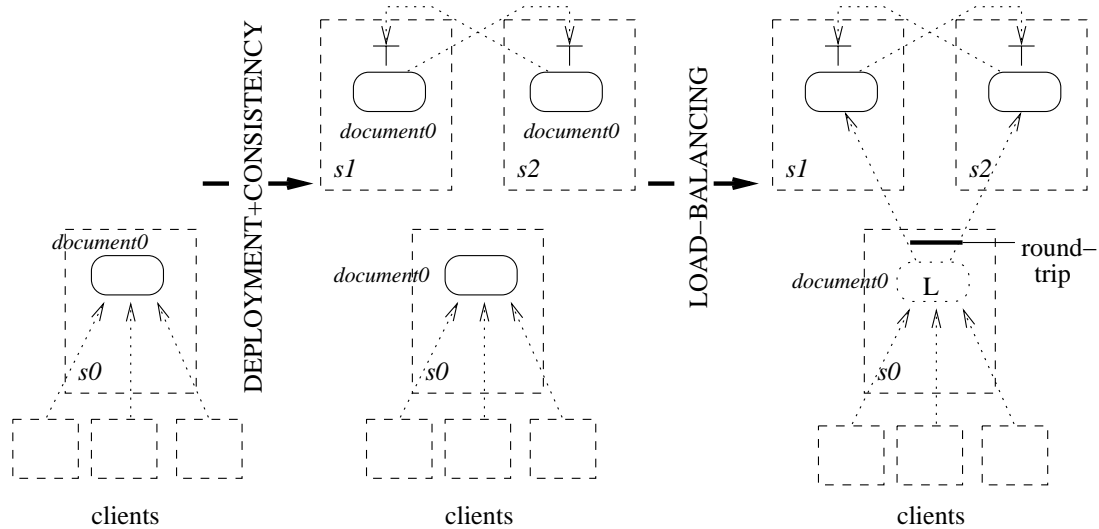 document0
s0
clients
DEPLOYMENT+CONSISTENCY
document0
document0
s1
s2
document0
s0
clients
LOAD−BALANCING
s1
s2
round−
trip
document0
L
s0
clients